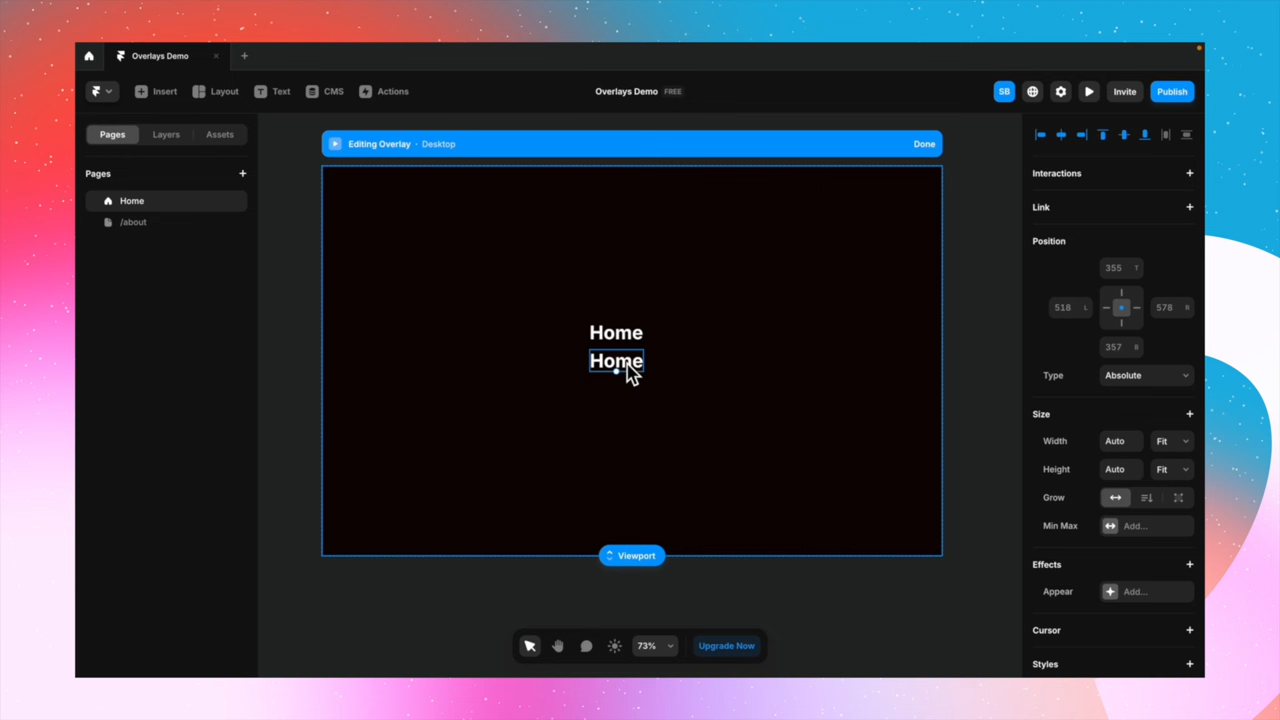 Overlays Demo
Insert
Layout
Text
CMS
Actions
Overlays Demo FREE
SB
Invite
Publish
Pages
Layers
Assets
Pages
Home
/about
Editing Overlay · Desktop
Done
Home
Home
Viewport
73%
Upgrade Now
Interactions
Link
Position
355 T
518 L
578 R
357 B
Type Absolute
Size
Width Auto Fit
Height Auto Fit
Grow
Min Max Add...
Effects
Appear Add...
Cursor
Styles